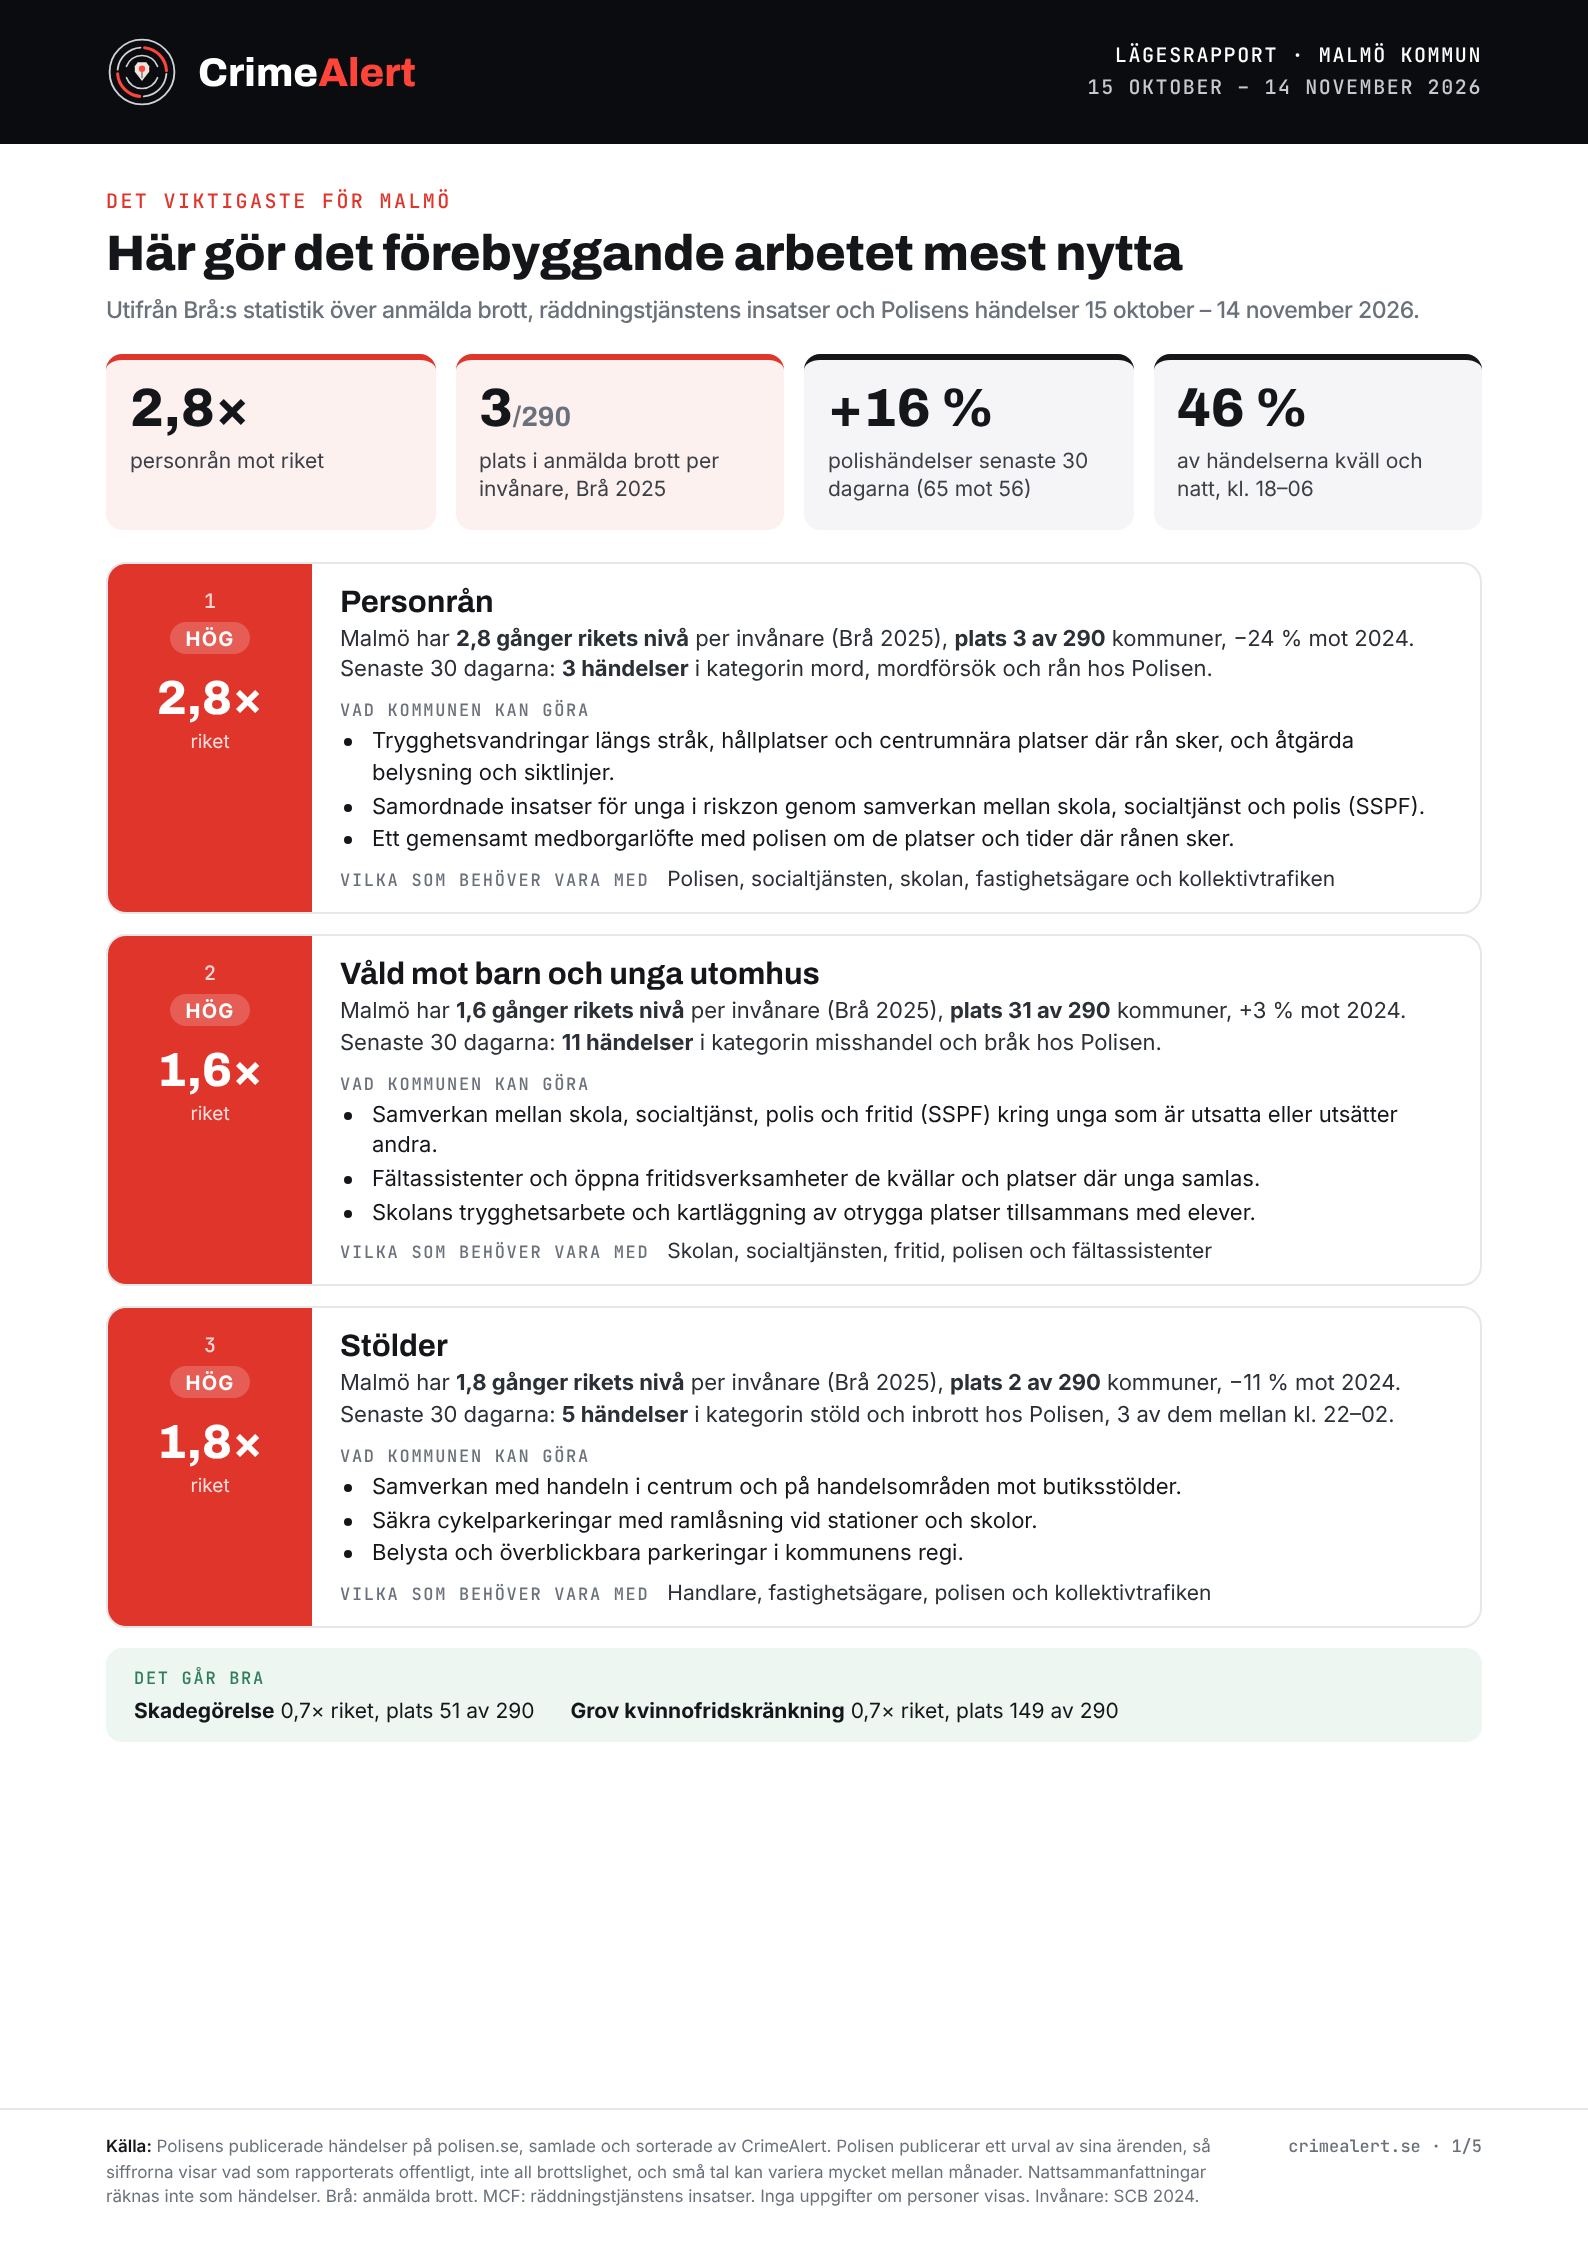 CrimeAlert
LÄGESRAPPORT · MALMÖ KOMMUN
15 OKTOBER – 14 NOVEMBER 2026
DET VIKTIGASTE FÖR MALMÖ
Här gör det förebyggande arbetet mest nytta
Utifrån Brå:s statistik över anmälda brott, räddningstjänstens insatser och Polisens händelser 15 oktober – 14 november 2026.
2,8×
personrån mot riket
3/290
plats i anmälda brott per
invånare, Brå 2025
+16 %
polishändelser senaste 30
dagarna (65 mot 56)
46 %
av händelserna kväll och
natt, kl. 18–06
1
HÖG
2,8×
riket
Personrån
Malmö har 2,8 gånger rikets nivå per invånare (Brå 2025), plats 3 av 290 kommuner, −24 % mot 2024.
Senaste 30 dagarna: 3 händelser i kategorin mord, mordförsök och rån hos Polisen.
VAD KOMMUNEN KAN GÖRA
• Trygghetsvandringar längs stråk, hållplatser och centrumnära platser där rån sker, och åtgärda
belysning och siktlinjer.
• Samordnade insatser för unga i riskzon genom samverkan mellan skola, socialtjänst och polis (SSPF).
• Ett gemensamt medborgarlöfte med polisen om de platser och tider där rånen sker.
VILKA SOM BEHÖVER VARA MED Polisen, socialtjänsten, skolan, fastighetsägare och kollektivtrafiken
2
HÖG
1,6×
riket
Våld mot barn och unga utomhus
Malmö har 1,6 gånger rikets nivå per invånare (Brå 2025), plats 31 av 290 kommuner, +3 % mot 2024.
Senaste 30 dagarna: 11 händelser i kategorin misshandel och bråk hos Polisen.
VAD KOMMUNEN KAN GÖRA
• Samverkan mellan skola, socialtjänst, polis och fritid (SSPF) kring unga som är utsatta eller utsätter
andra.
• Fältassistenter och öppna fritidsverksamheter de kvällar och platser där unga samlas.
• Skolans trygghetsarbete och kartläggning av otrygga platser tillsammans med elever.
VILKA SOM BEHÖVER VARA MED Skolan, socialtjänsten, fritid, polisen och fältassistenter
3
HÖG
1,8×
riket
Stölder
Malmö har 1,8 gånger rikets nivå per invånare (Brå 2025), plats 2 av 290 kommuner, −11 % mot 2024.
Senaste 30 dagarna: 5 händelser i kategorin stöld och inbrott hos Polisen, 3 av dem mellan kl. 22–02.
VAD KOMMUNEN KAN GÖRA
• Samverkan med handeln i centrum och på handelsområden mot butiksstölder.
• Säkra cykelparkeringar med ramlåsning vid stationer och skolor.
• Belysta och överblickbara parkeringar i kommunens regi.
VILKA SOM BEHÖVER VARA MED Handlare, fastighetsägare, polisen och kollektivtrafiken
DET GÅR BRA
Skadegörelse 0,7× riket, plats 51 av 290 Grov kvinnofridskränkning 0,7× riket, plats 149 av 290
Källa: Polisens publicerade händelser på polisen.se, samlade och sorterade av CrimeAlert. Polisen publicerar ett urval av sina ärenden, så
siffrorna visar vad som rapporterats offentligt, inte all brottslighet, och små tal kan variera mycket mellan månader. Nattsammanfattningar
räknas inte som händelser. Brå: anmälda brott. MCF: räddningstjänstens insatser. Inga uppgifter om personer visas. Invånare: SCB 2024.
crimealert.se · 1/5